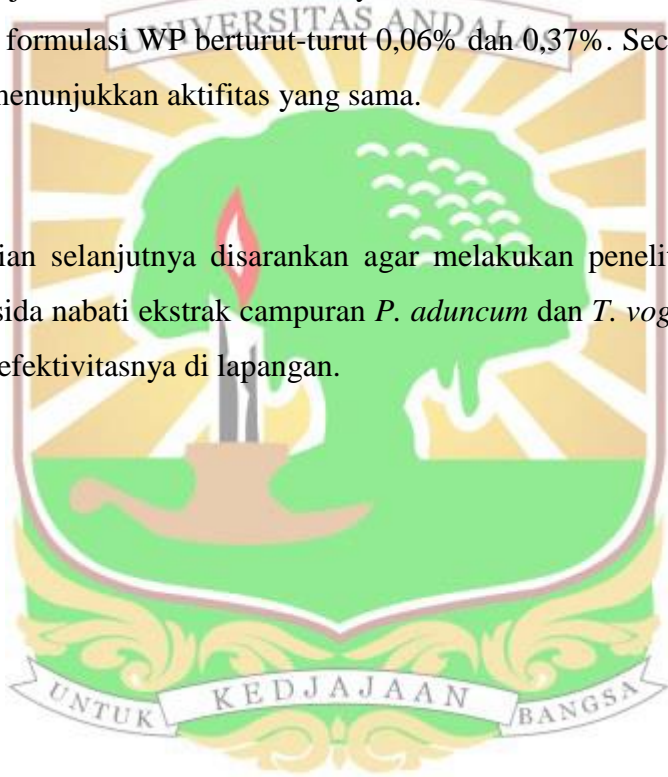 UNIVERSITAS ANDALAS
formulasi WP berturut-turut 0,06% dan 0,37%. Sec
menunjukkan aktifitas yang sama.
ian selanjutnya disarankan agar melakukan penelit
sida nabati ekstrak campuran P. aduncum dan T. vog
efektivitasnya di lapangan.
UNTUK KEDJAJAAN BANGSA